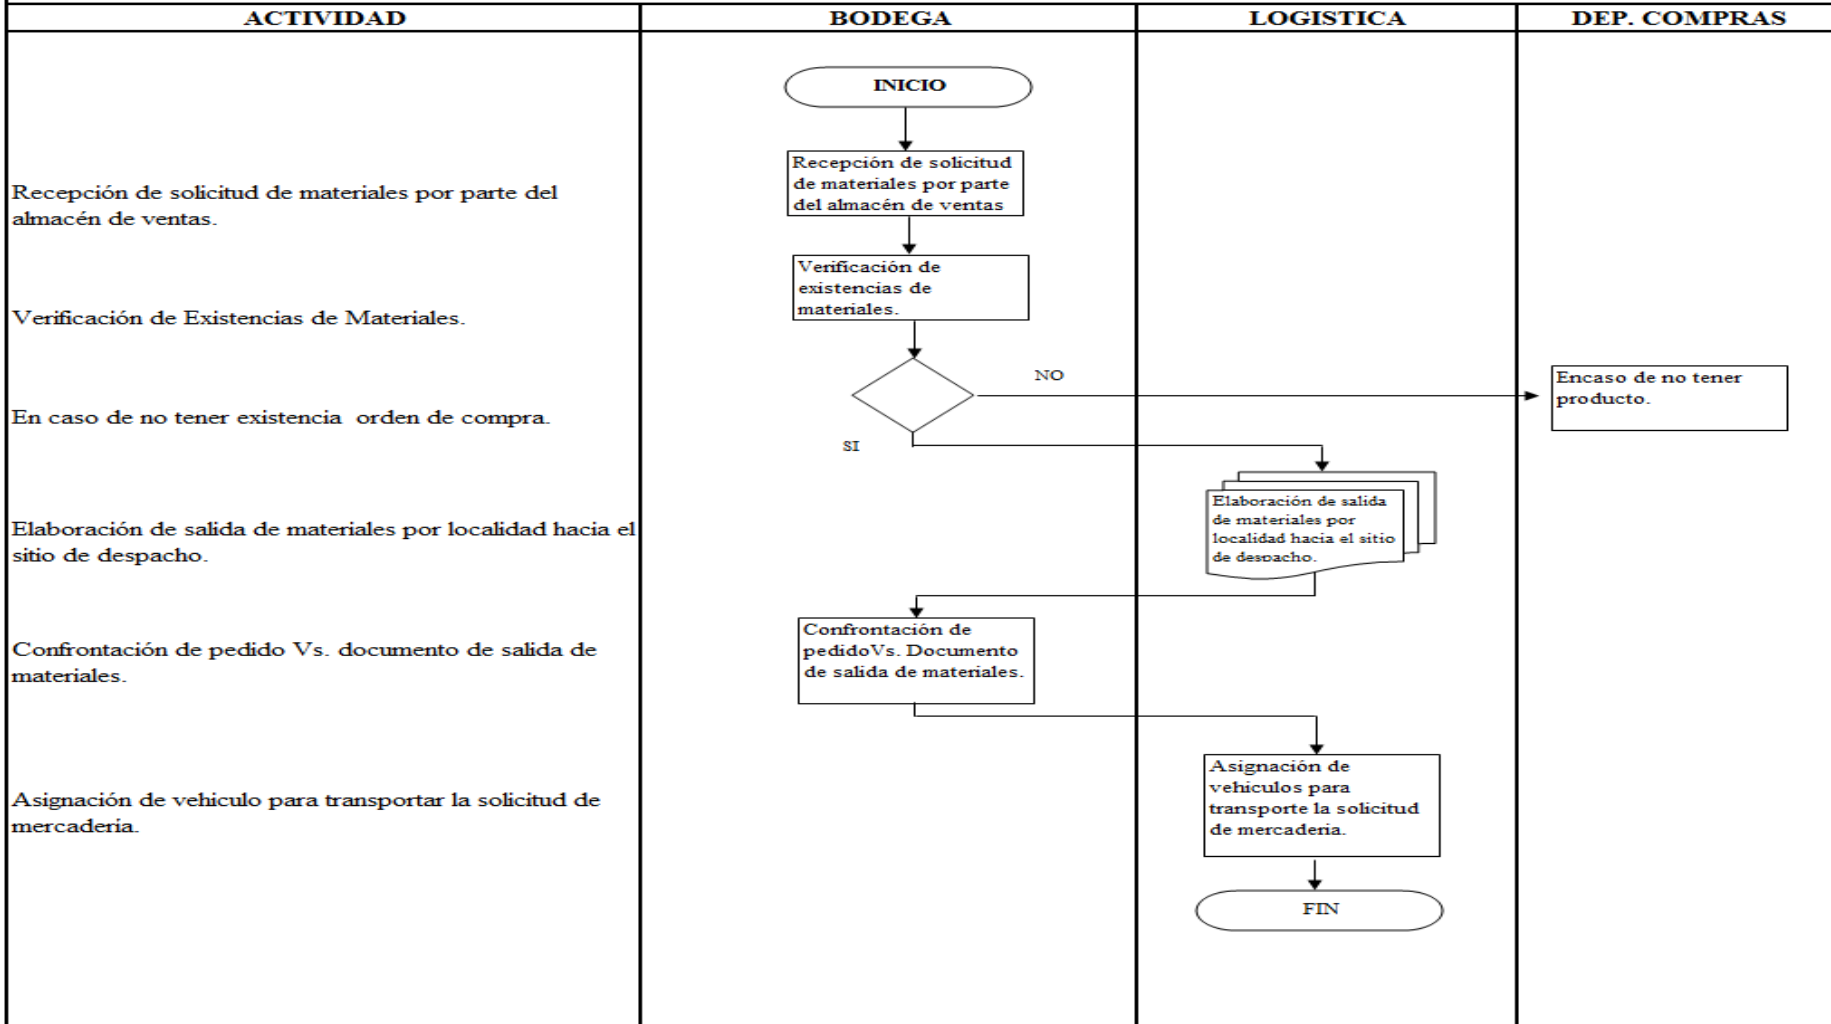 ACTIVIDAD
BODEGA
LOGISTICA
DEP. COMPRAS
INICIO
Recepción de solicitud
de materiales por parte
del almacén de ventas
Recepción de solicitud de materiales por parte del
almacén de ventas.
Verificación de
existencias de
materiales.
Verificación de Existencias de Materiales.
NO
Encaso de no tener
producto.
En caso de no tener existencia  orden de compra.
SI
Elaboración de salida
de materiales por
localidad hacia el sitio
de despacho.
Elaboración de salida de materiales por localidad hacia el
sitio de despacho.
Confrontación de
pedidoVs. Documento
de salida de materiales.
Confrontación de pedido Vs. documento de salida de
materiales.
Asignación de
vehiculos para
transporte la solicitud
de mercaderia.
Asignación de vehiculo para transportar la solicitud de
mercadería.
FIN